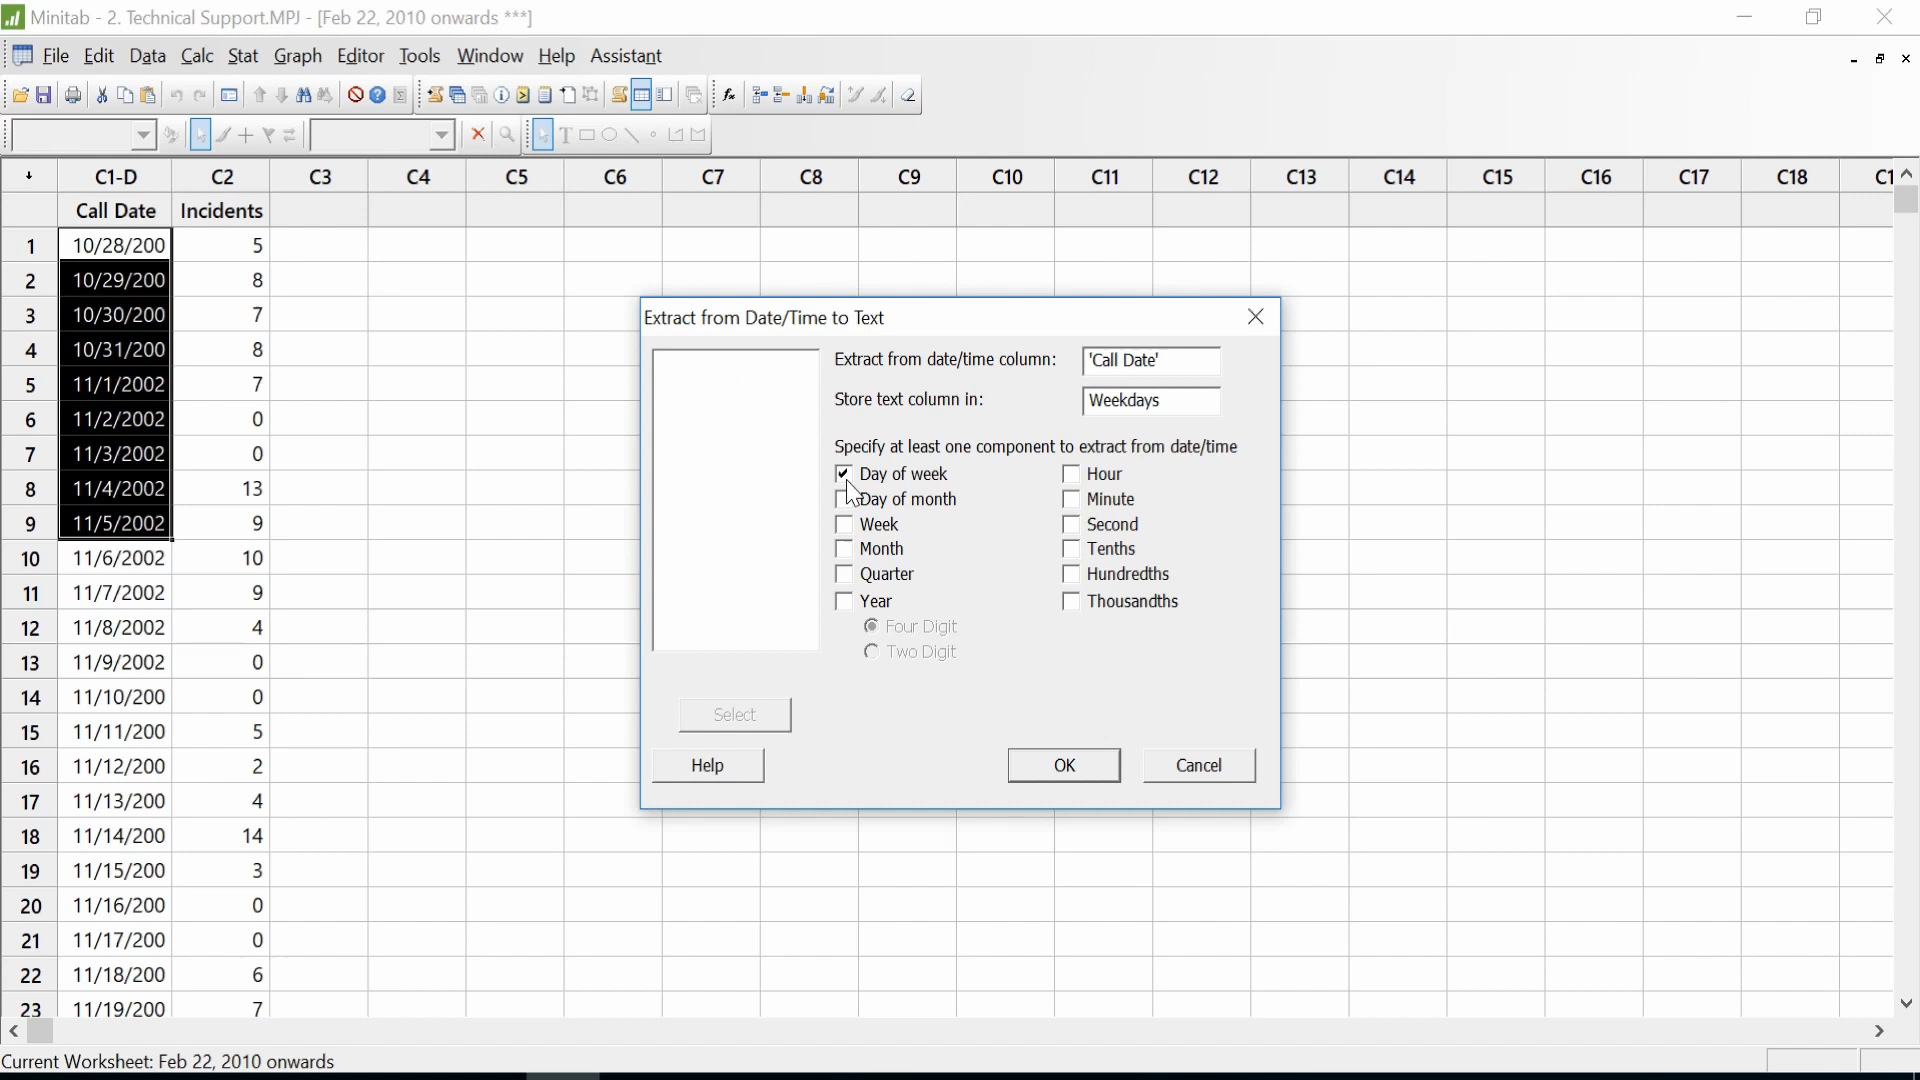 Minitab - 2. Technical Support.MPJ - [Feb 22, 2010 onwards ***]
File Edit Data Calc Stat Graph Editor Tools Window Help Assistant
C1-D C2 C3 C4 C5 C6 C7 C8 C9 C10 C11 C12 C13 C14 C15 C16 C17 C18 C1
Call Date Incidents
1 10/28/200 5
2 10/29/200 8
3 10/30/200 7
4 10/31/200 8
5 11/1/2002 7
6 11/2/2002 0
7 11/3/2002 0
8 11/4/2002 13
9 11/5/2002 9
10 11/6/2002 10
11 11/7/2002 9
12 11/8/2002 4
13 11/9/2002 0
14 11/10/200 0
15 11/11/200 5
16 11/12/200 2
17 11/13/200 4
18 11/14/200 14
19 11/15/200 3
20 11/16/200 0
21 11/17/200 0
22 11/18/200 6
23 11/19/200 7
Extract from Date/Time to Text
Extract from date/time column: 'Call Date'
Store text column in: Weekdays
Specify at least one component to extract from date/time
Day of week Hour
Day of month Minute
Week Second
Month Tenths
Quarter Hundredths
Year Thousandths
Four Digit
Two Digit
Select
Help OK Cancel
Current Worksheet: Feb 22, 2010 onwards